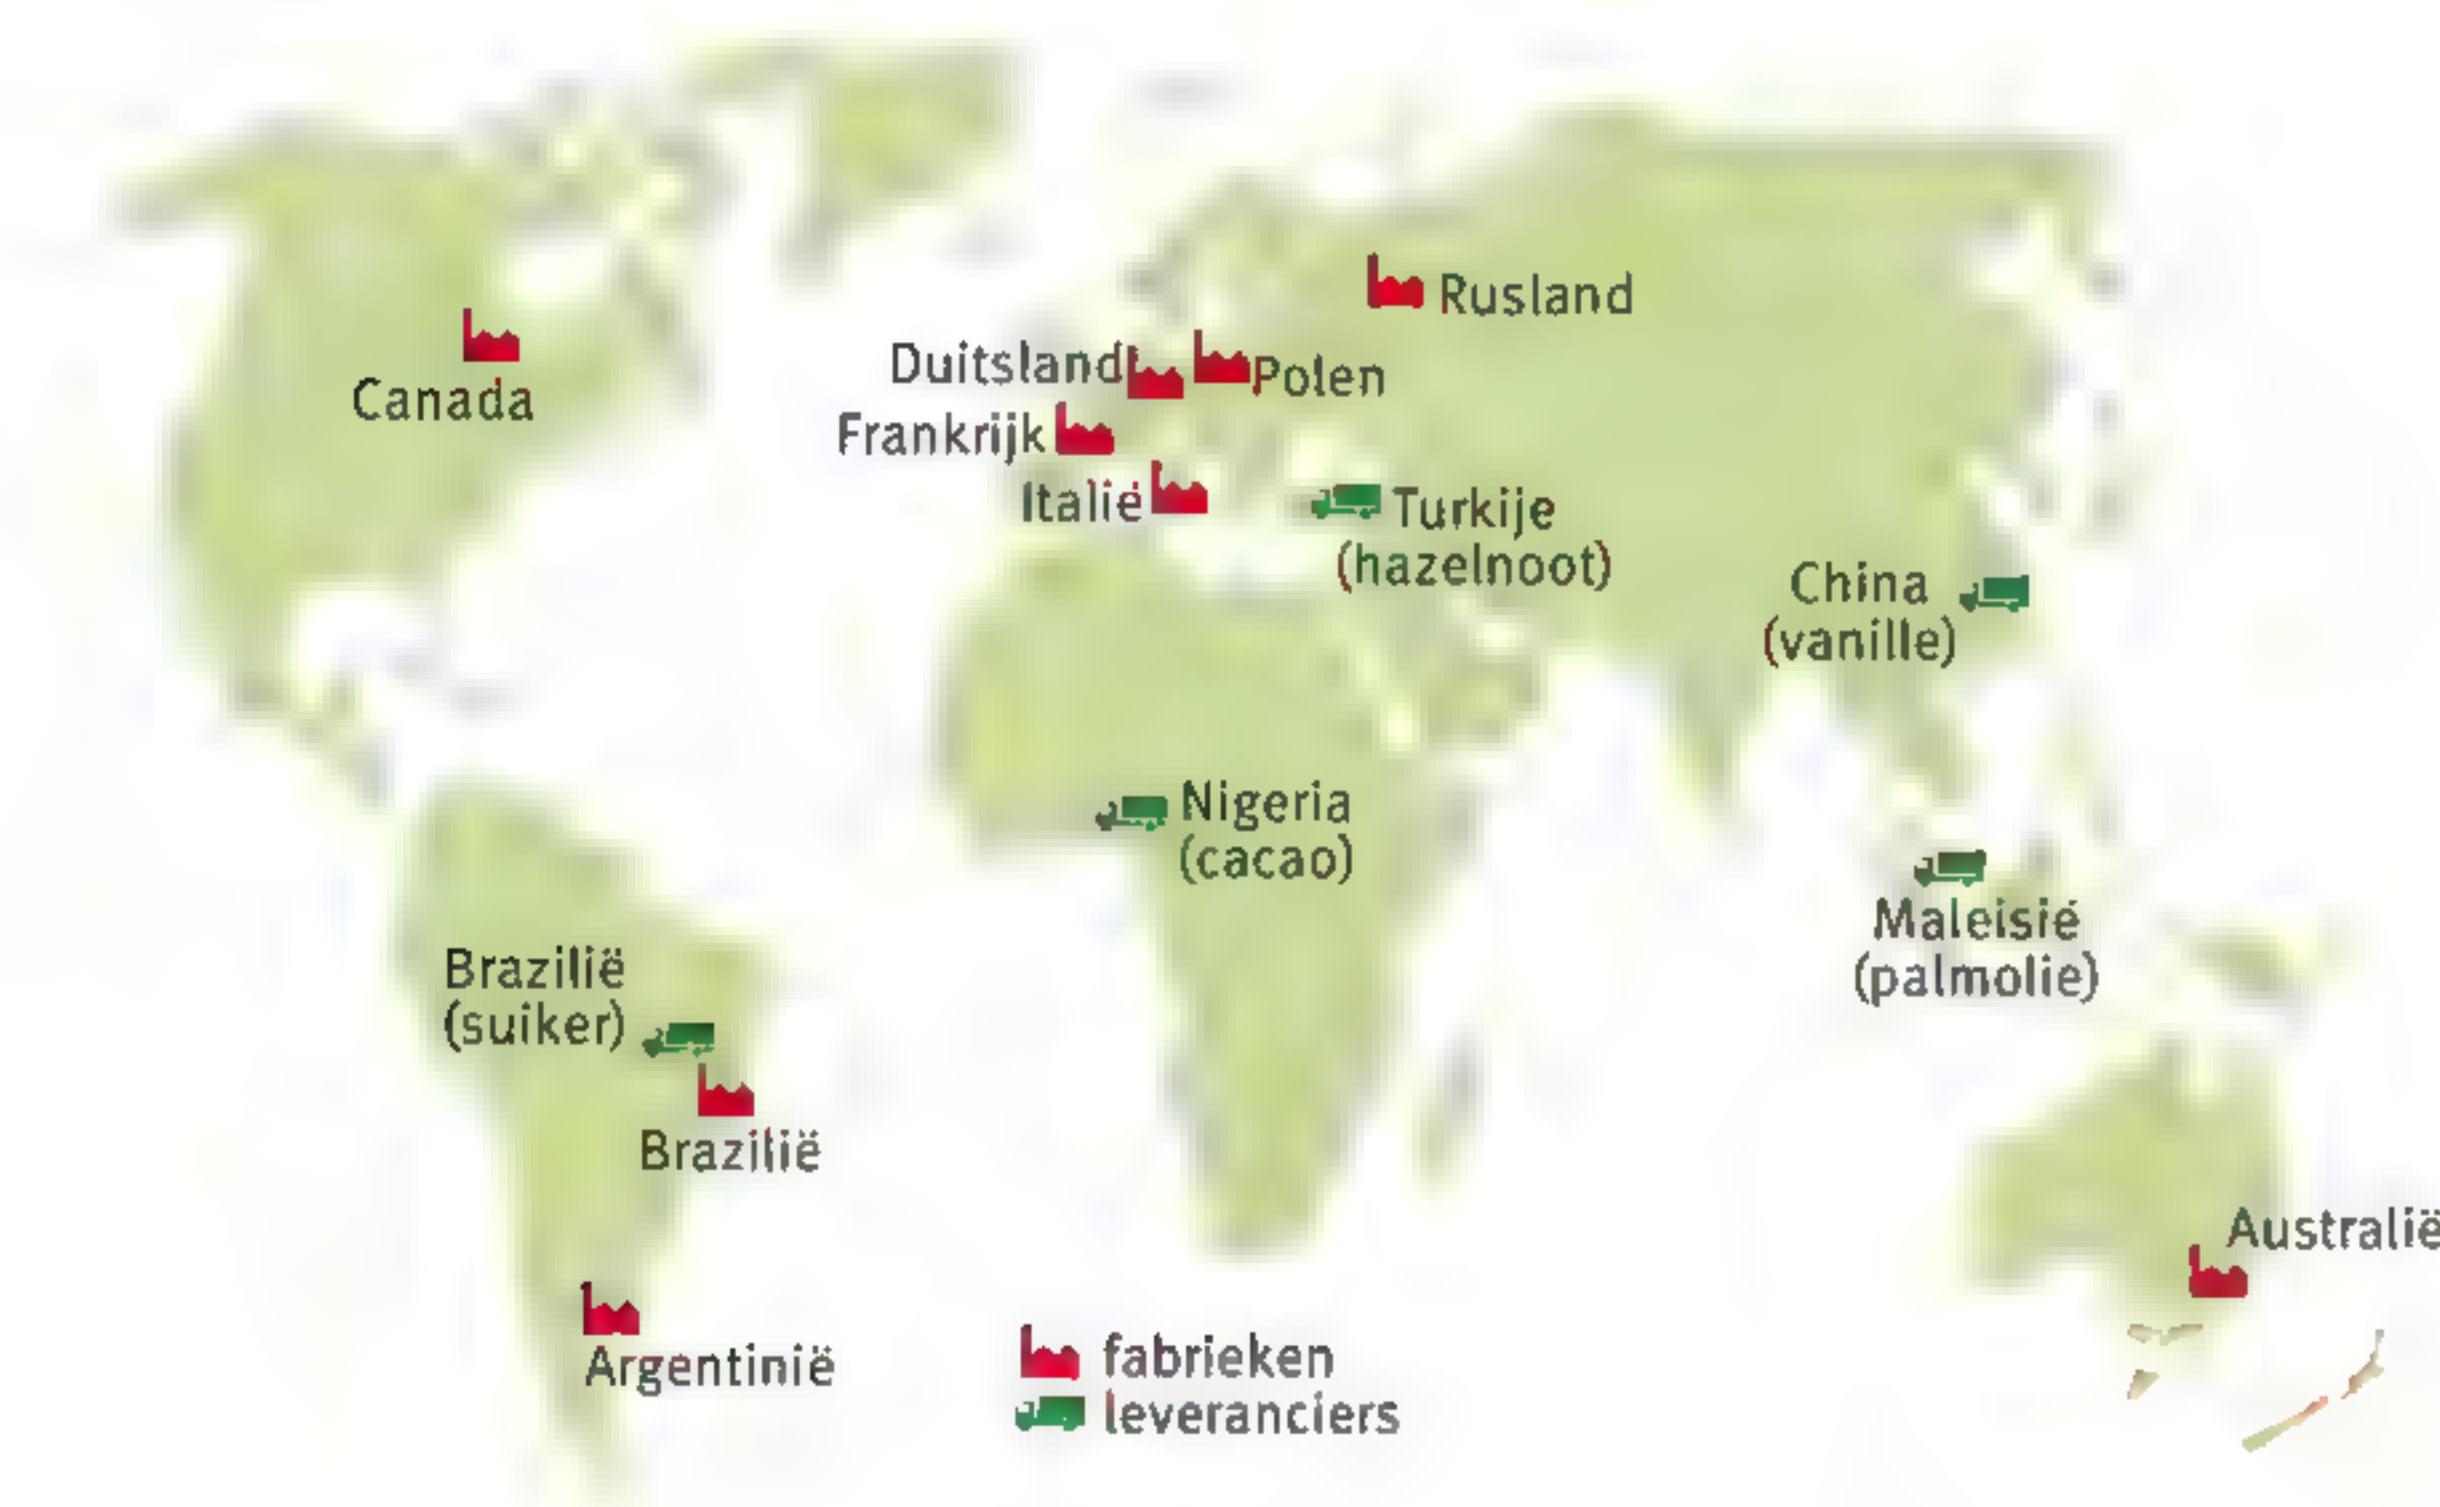 Rusland
Duitsland
Polen
Canada
Frankrijk
Italië
Turkije
(hazelnoot)
China
(vanille)
Nigeria
(cacao)
Maleisië
(palmolie)
Brazilië
(suiker)
Brazilië
Australië
Argentinië
fabrieken
leveranciers